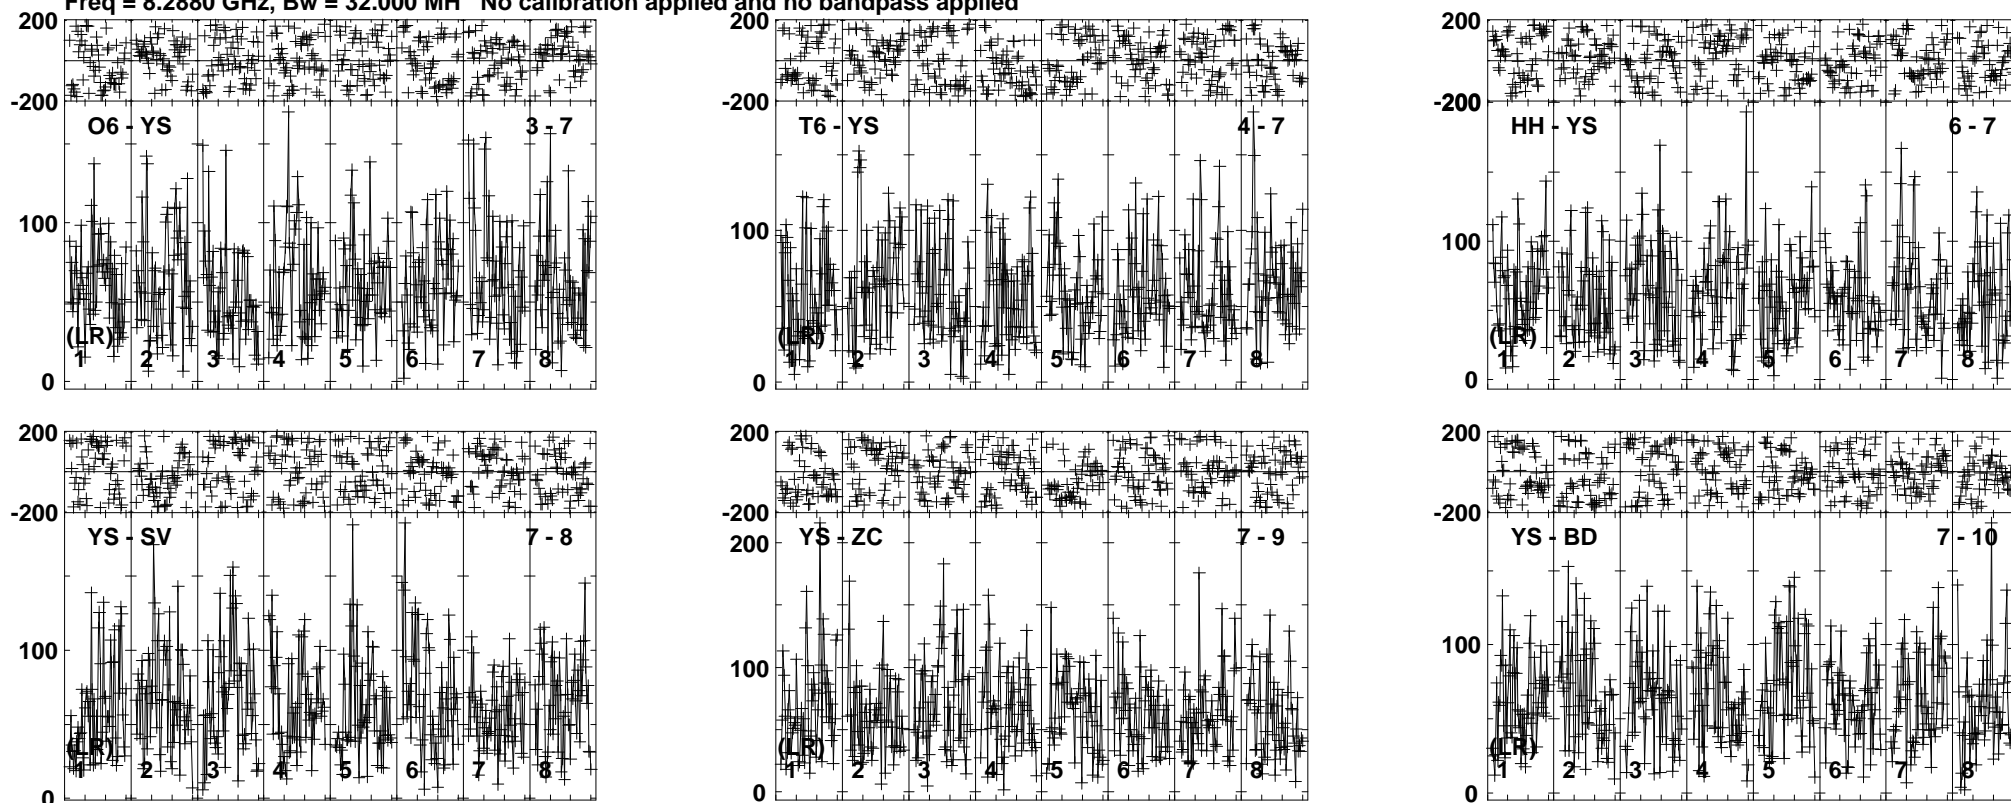 Freq = 8.2880 GHz, Bw = 32.000 MH No calibration applied and no bandpass applied
200
-200
O6 - YS
3 - 7
100
(LR)
1 2 3 4 5 6 7 8
0
200
-200
T6 - YS
4 - 7
100
(LR)
1 2 3 4 5 6 7 8
0
200
-200
HH - YS
6 - 7
100
(LR)
1 2 3 4 5 6 7 8
0
200
-200
YS - SV
7 - 8
100
(LR)
1 2 3 4 5 6 7 8
0
200
-200
YS - ZC
7 - 9
200
100
(LR)
1 2 3 4 5 6 7 8
0
200
-200
YS - BD
7 - 10
100
(LR)
1 2 3 4 5 6 7 8
0